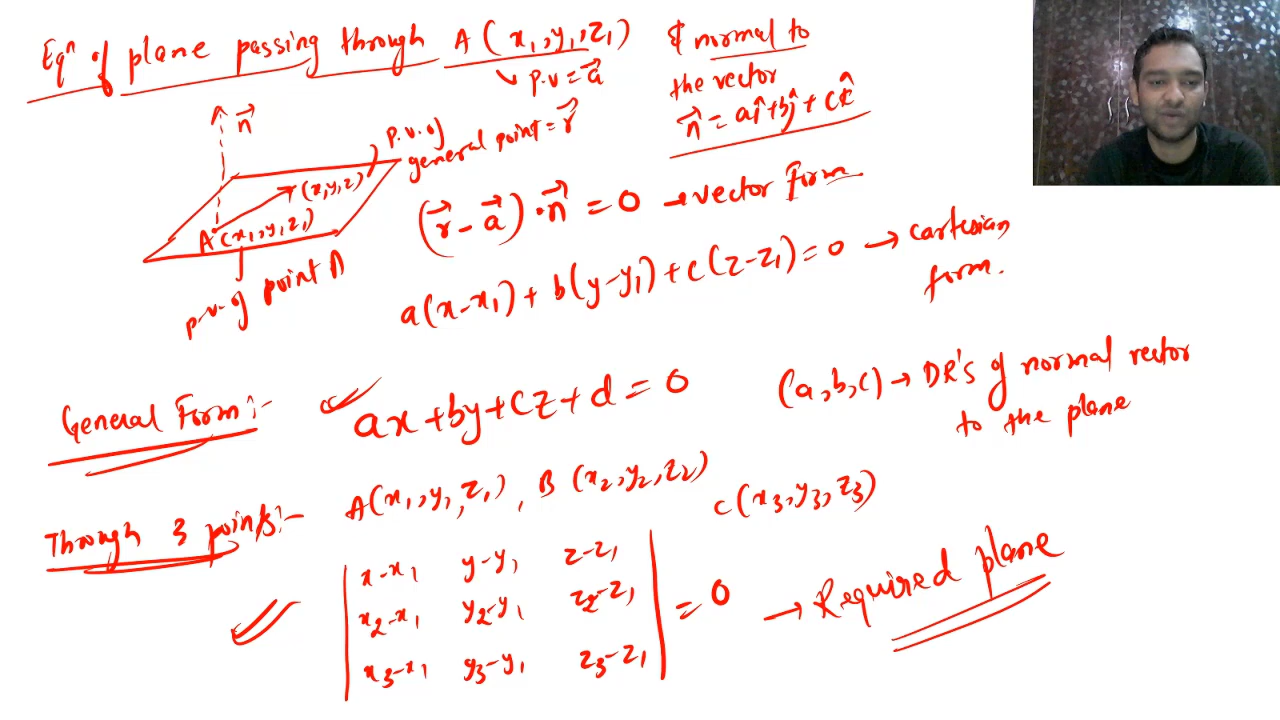 Eqⁿ of plane passing through A(x₁,y₁,z₁) & normal to
p.v = a⃗
the vector
n⃗ = aî+bĵ+ck̂
n⃗
p.v. of
general point = r⃗
(x,y,z)
A(x₁,y₁,z₁)
p.v. of point A
(r⃗ - a⃗)·n⃗ = 0 → vector form
a(x-x₁) + b(y-y₁) + c(z-z₁) = 0 → cartesian
form.
General Form:- ax+by+cz+d=0 (a,b,c) → DR's of normal vector
to the plane
Through 3 points:- A(x₁,y₁,z₁), B(x₂,y₂,z₂)
C(x₃,y₃,z₃)
| x-x₁ y-y₁ z-z₁ |
| x₂-x₁ y₂-y₁ z₂-z₁ | = 0 → Required plane
| x₃-x₁ y₃-y₁ z₃-z₁ |